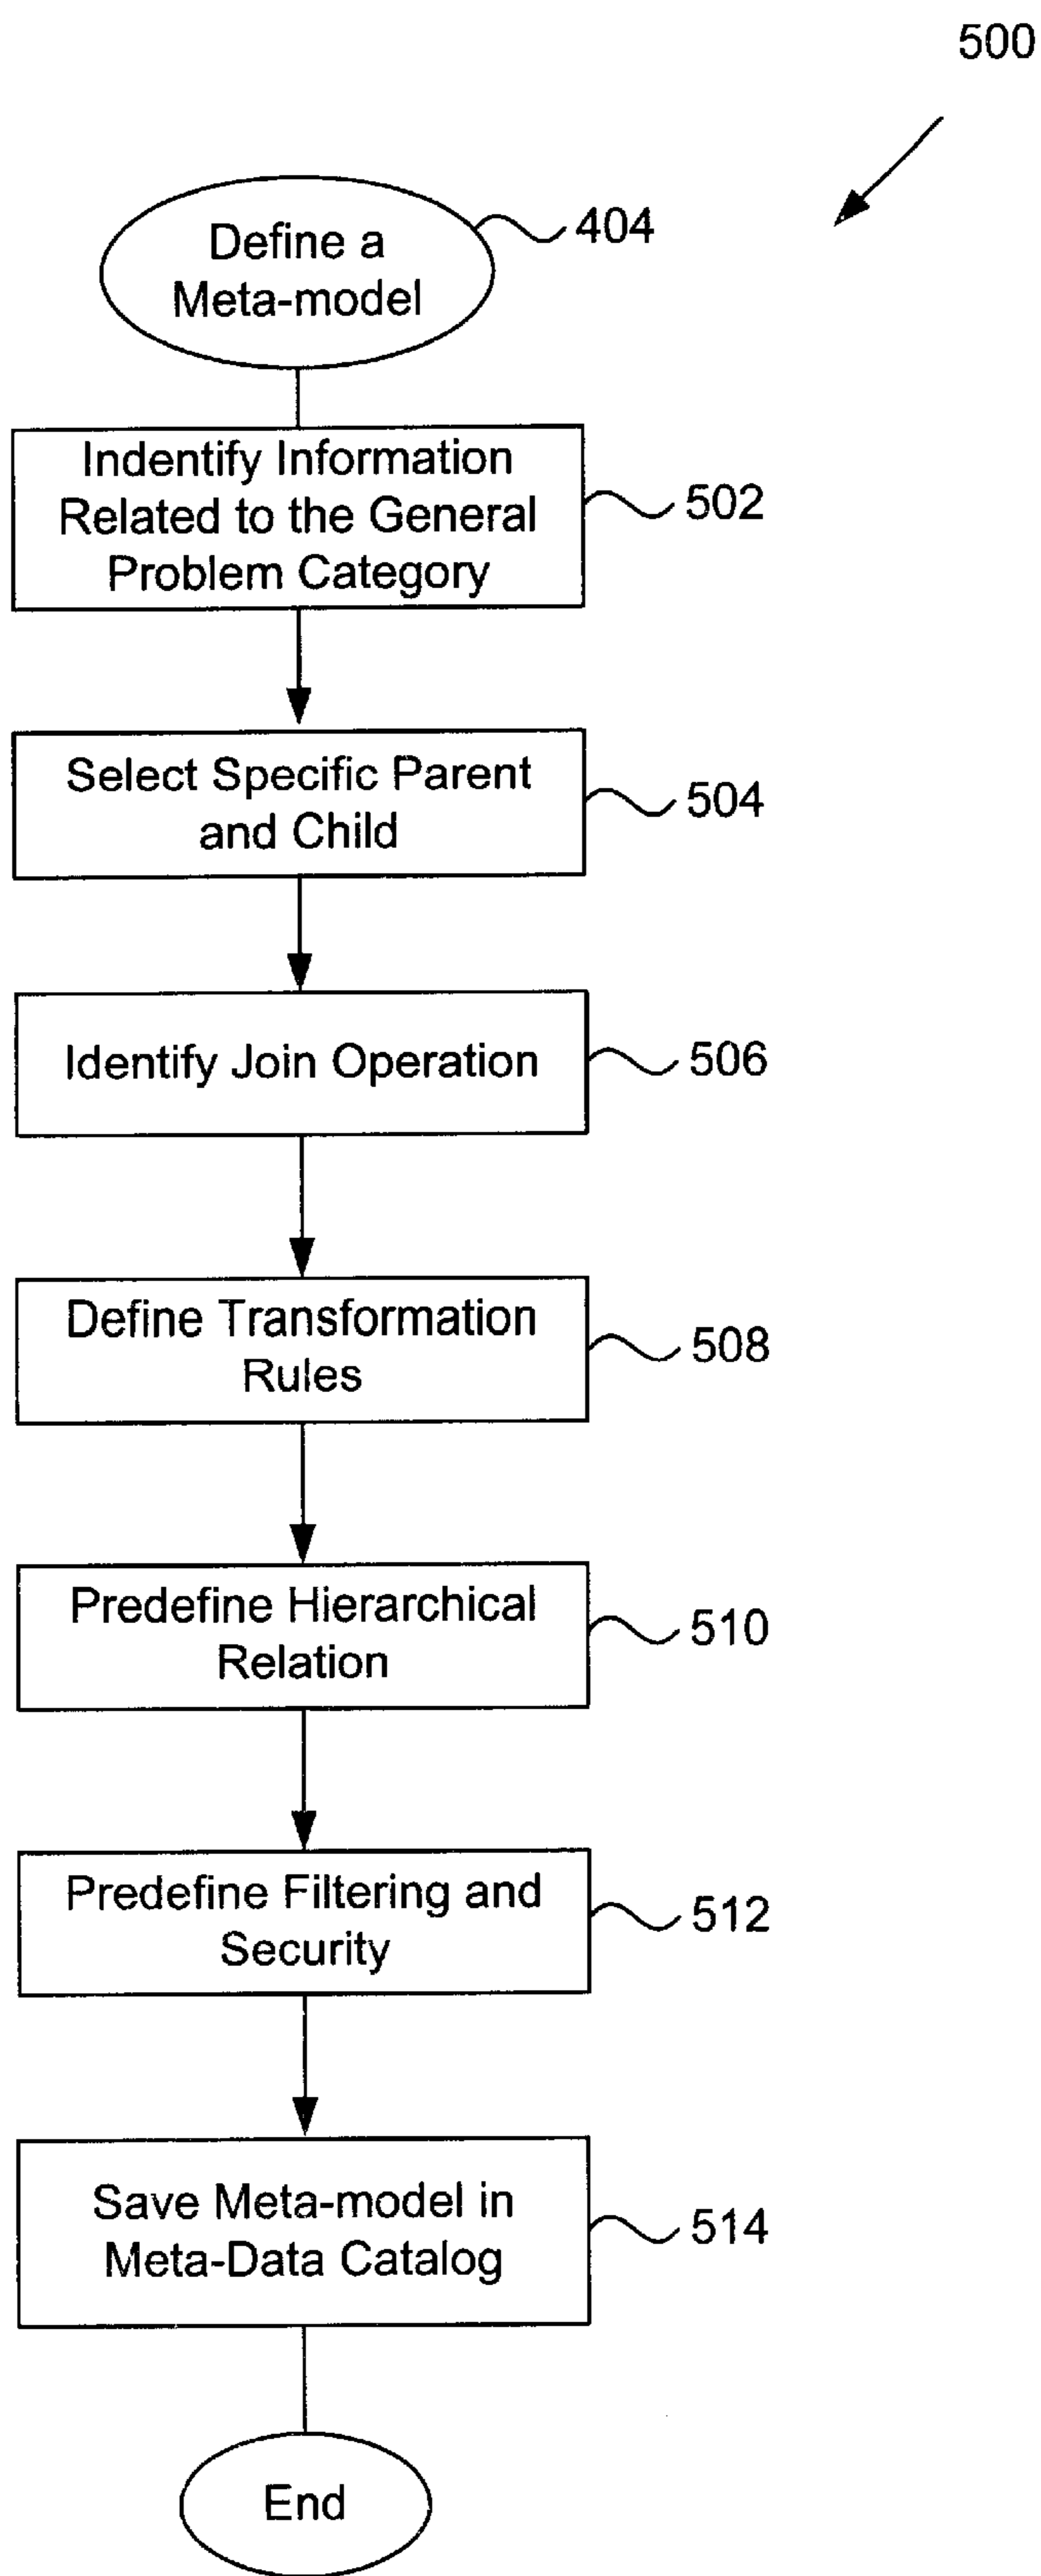 500
Define a
Meta-model
404
Indentify Information
Related to the General
Problem Category
502
Select Specific Parent
and Child
504
Identify Join Operation
506
Define Transformation
Rules
508
Predefine Hierarchical
Relation
510
Predefine Filtering and
Security
512
Save Meta-model in
Meta-Data Catalog
514
End